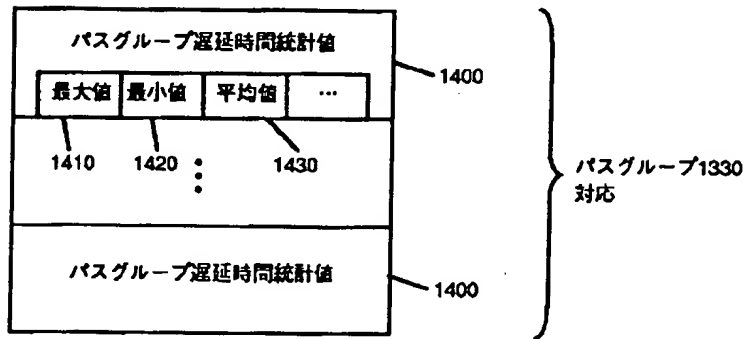 パスグループ遅延時間統計値
1400
最大値 最小値 平均値 …
1410 1420 1430
パスグループ1330
対応
パスグループ遅延時間統計値
1400